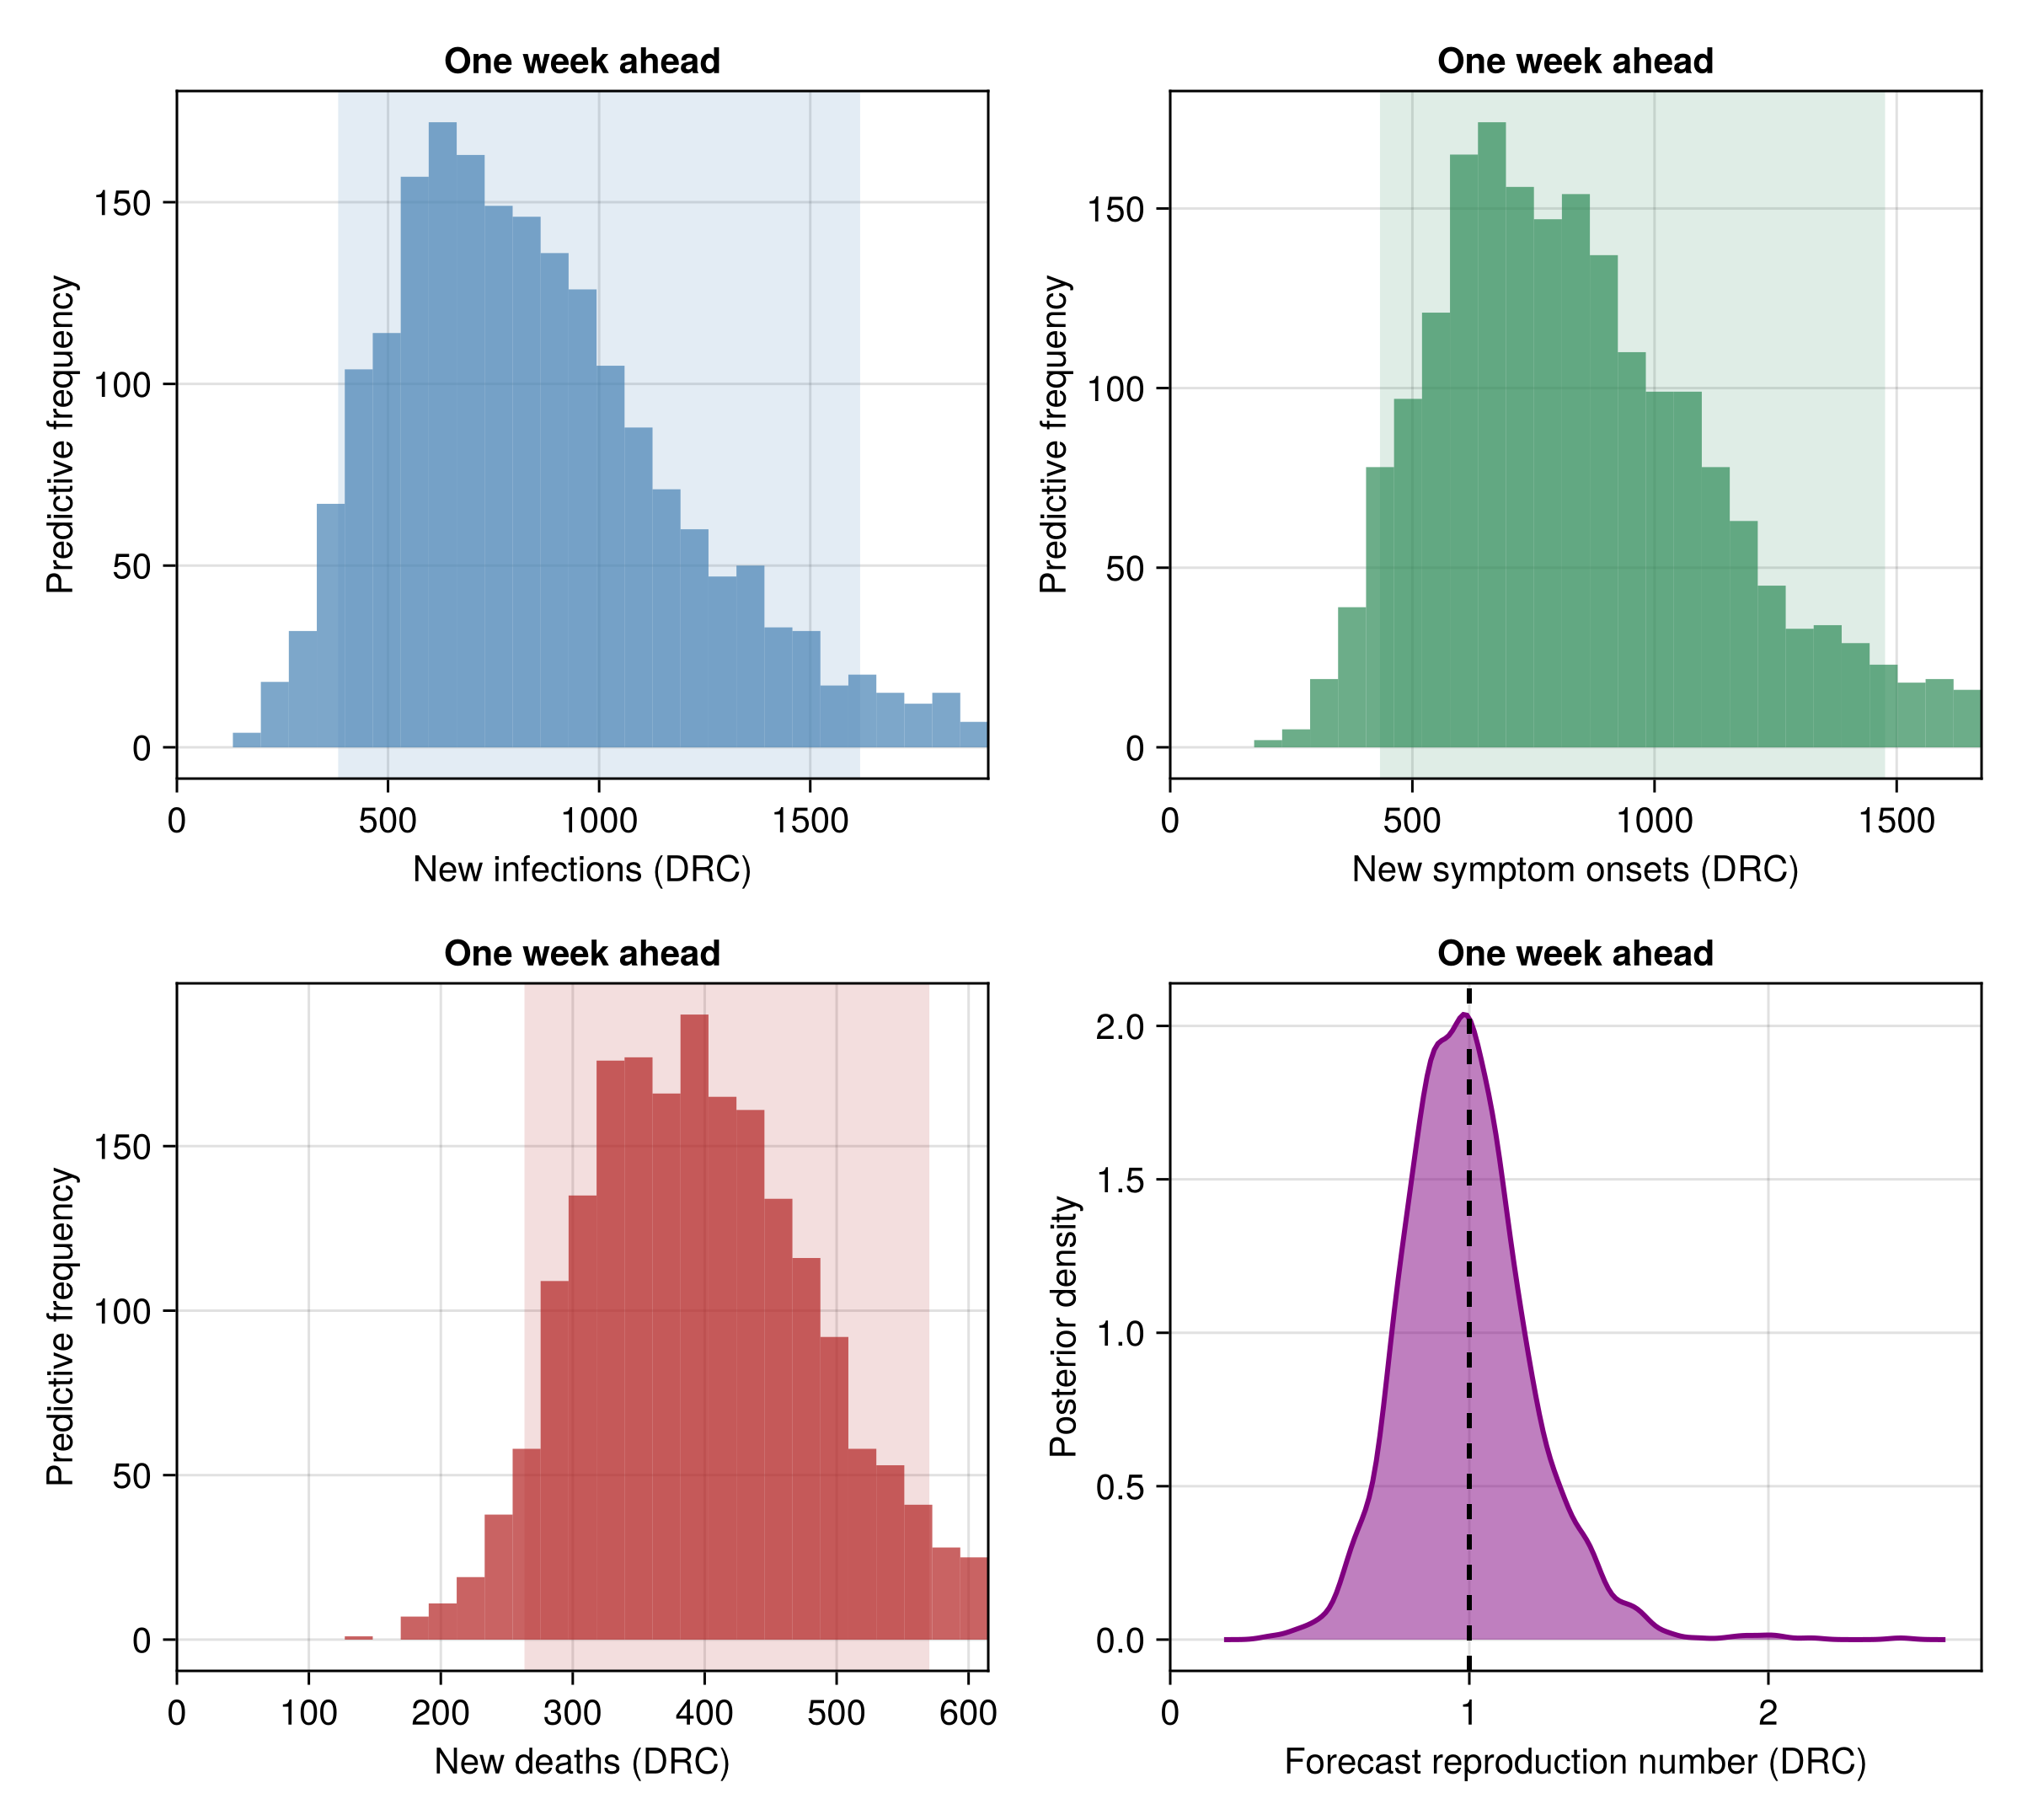 One week ahead
150
100
50
0
Predictive frequency
0 500 1000 1500
New infections (DRC)
One week ahead
150
100
50
0
Predictive frequency
0 500 1000 1500
New symptom onsets (DRC)
One week ahead
150
100
50
0
Predictive frequency
0 100 200 300 400 500 600
New deaths (DRC)
One week ahead
2.0
1.5
1.0
0.5
0.0
Posterior density
0 1 2
Forecast reproduction number (DRC)